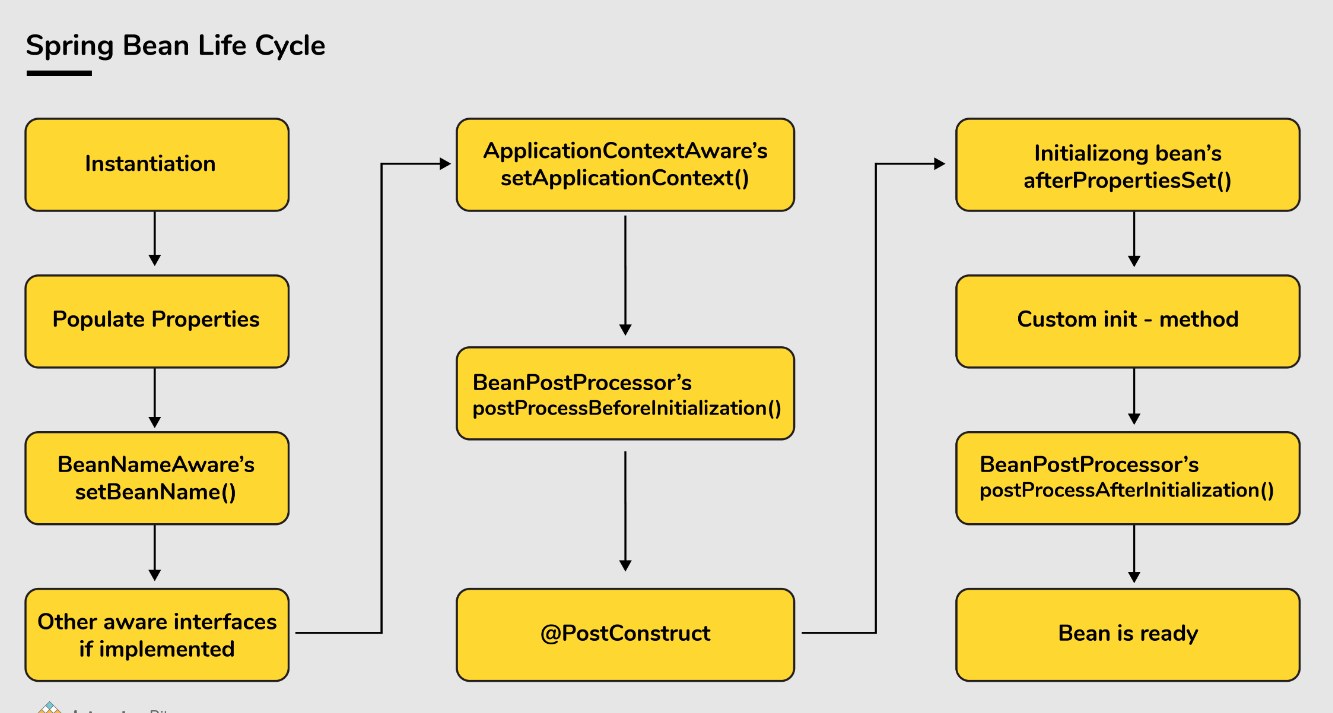 Spring Bean Life Cycle
Instantiation
Populate Properties
BeanNameAware’s
setBeanName()
Other aware interfaces
if implemented
ApplicationContextAware’s
setApplicationContext()
BeanPostProcessor’s
postProcessBeforeInitialization()
@PostConstruct
Initializong bean’s
afterPropertiesSet()
Custom init - method
BeanPostProcessor’s
postProcessAfterInitialization()
Bean is ready